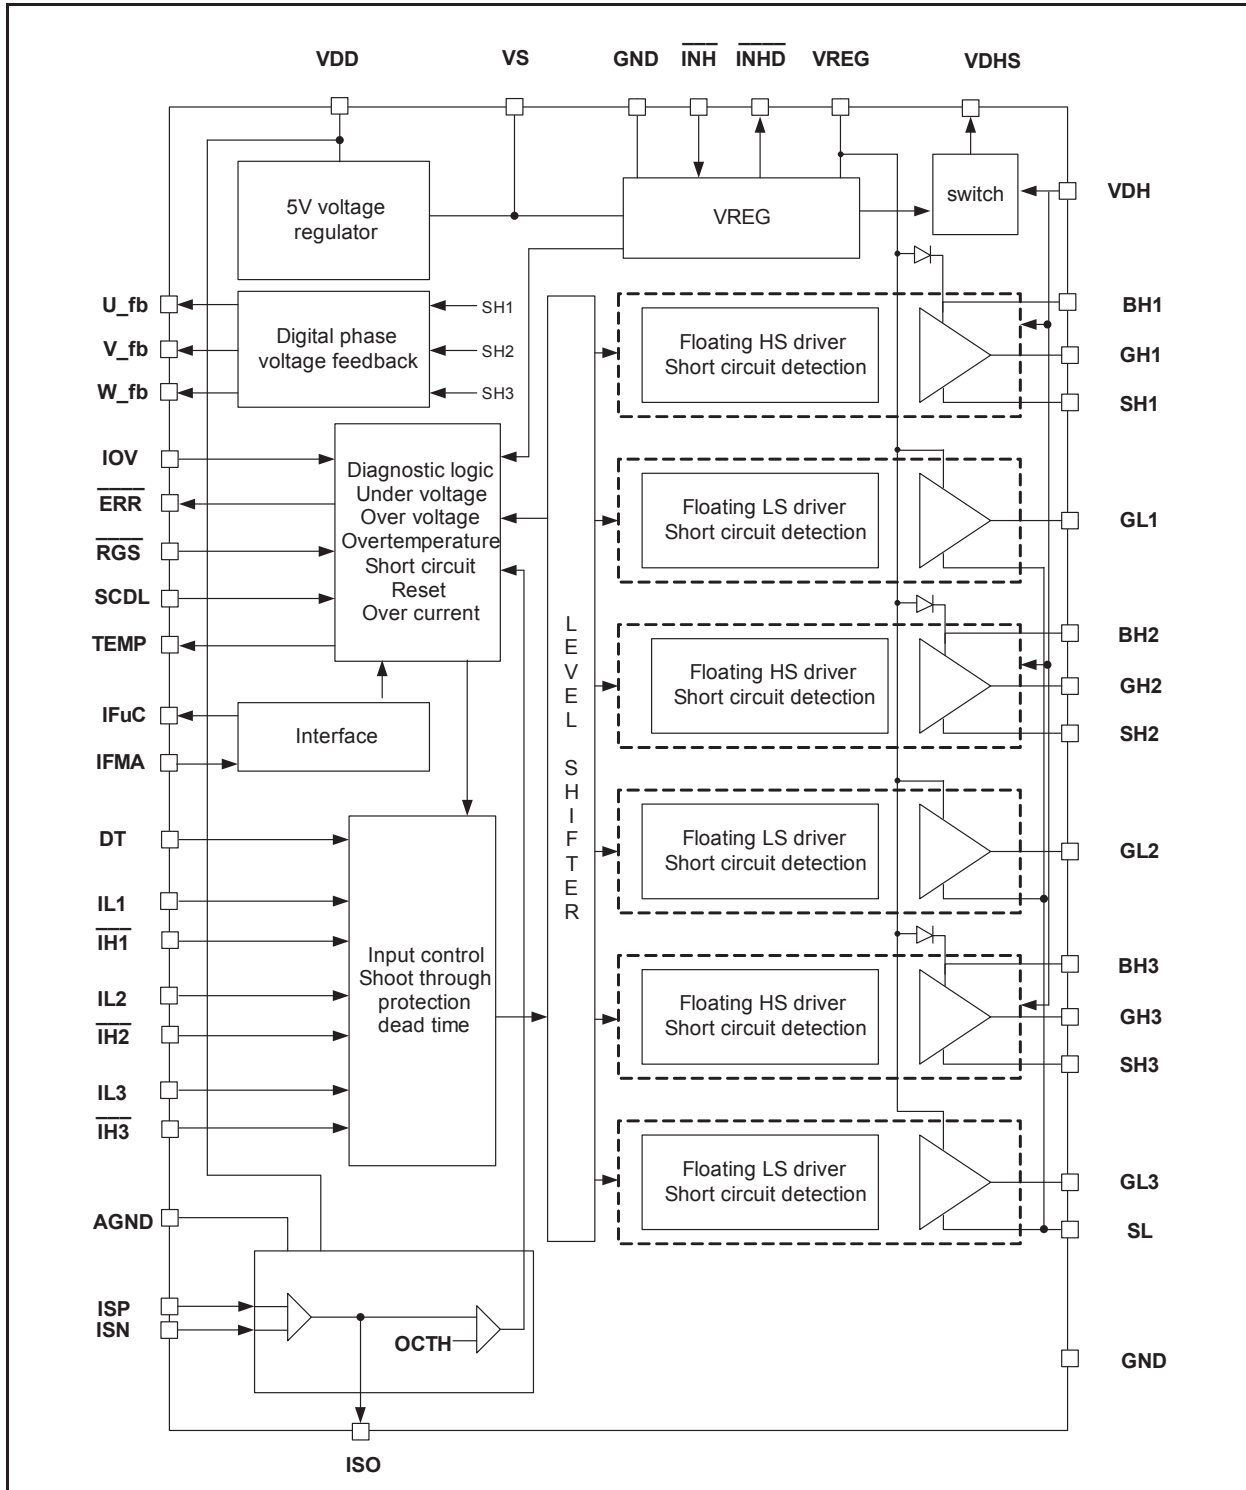 VDD
VS
GND
INH
INHD
VREG
VDHS
5V voltage
regulator
VREG
switch
VDH
U_fb
V_fb
W_fb
Digital phase
voltage feedback
SH1
SH2
SH3
Floating HS driver
Short circuit detection
BH1
GH1
SH1
IOV
ERR
RGS
SCDL
TEMP
Diagnostic logic
Under voltage
Over voltage
Overtemperature
Short circuit
Reset
Over current
Floating LS driver
Short circuit detection
GL1
LEVEL SHIFTER
Floating HS driver
Short circuit detection
BH2
GH2
SH2
IFuC
IFMA
Interface
DT
IL1
IH1
IL2
IH2
IL3
IH3
Input control
Shoot through
protection
dead time
Floating LS driver
Short circuit detection
GL2
Floating HS driver
Short circuit detection
BH3
GH3
SH3
Floating LS driver
Short circuit detection
GL3
SL
AGND
ISP
ISN
OCTH
GND
ISO